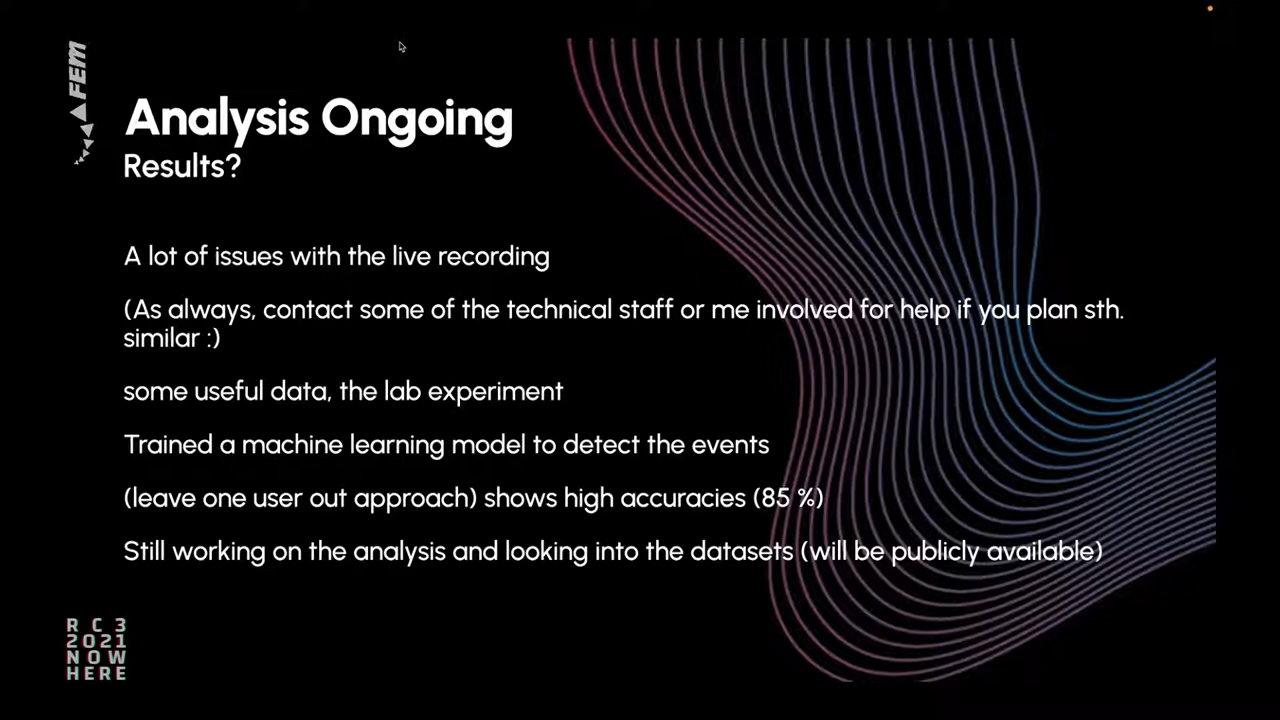 FEM
Analysis Ongoing
Results?
A lot of issues with the live recording
(As always, contact some of the technical staff or me involved for help if you plan sth.
similar :)
some useful data, the lab experiment
Trained a machine learning model to detect the events
(leave one user out approach) shows high accuracies (85 %)
Still working on the analysis and looking into the datasets (will be publicly available)
R C 3
2021
NOW
HERE